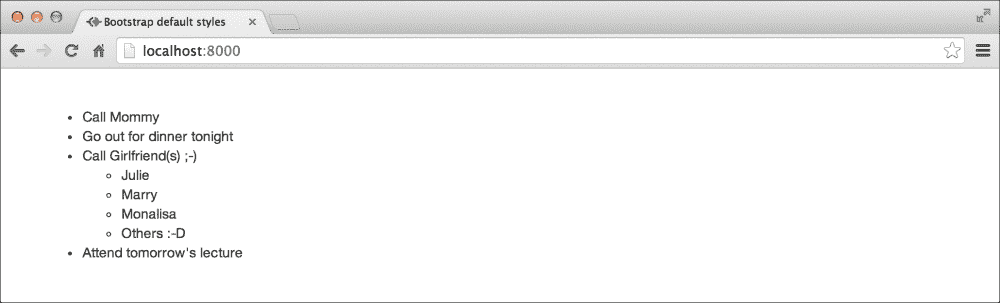 Bootstrap default styles
localhost:8000
Call Mommy
Go out for dinner tonight
Call Girlfriend(s) ;-)
Julie
Marry
Monalisa
Others :-D
Attend tomorrow's lecture